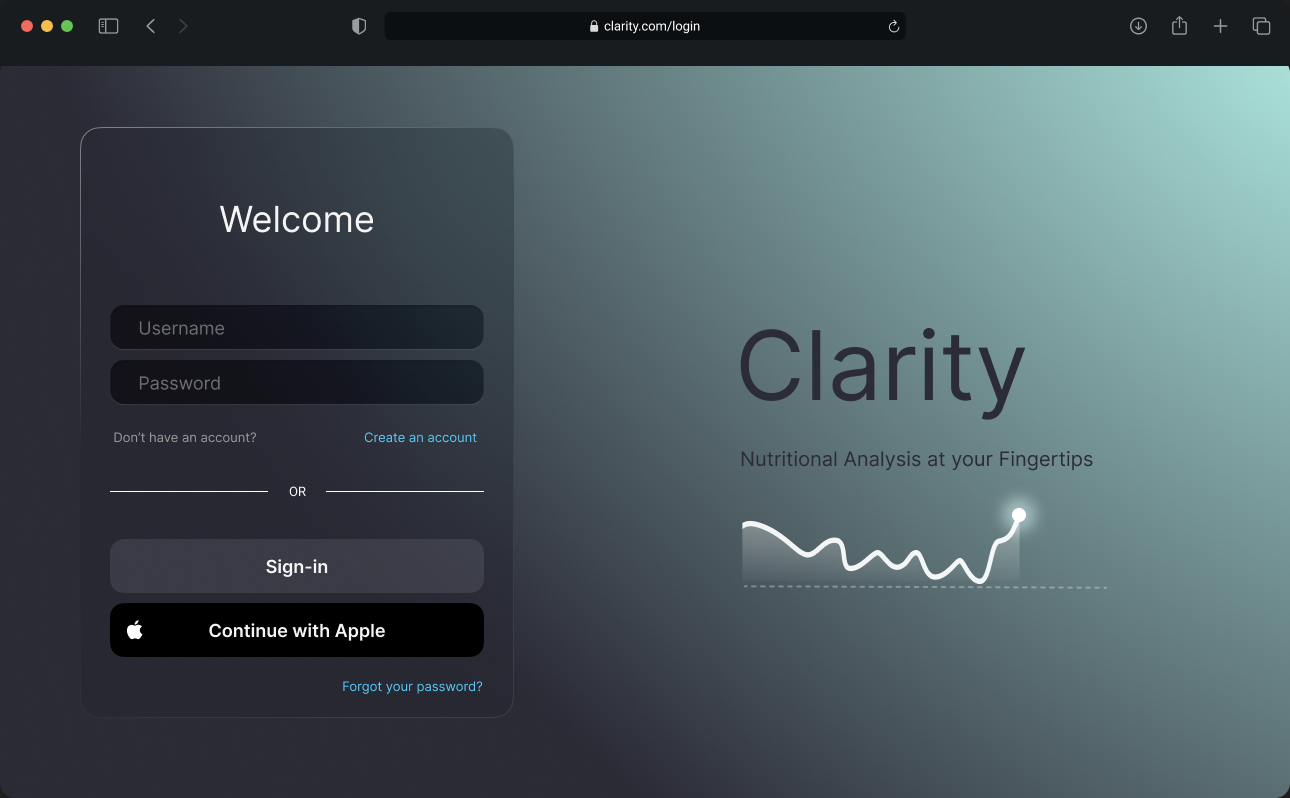 clarity.com/login
Welcome
Username
Password
Don’t have an account?
Create an account
OR
Sign-in
Continue with Apple
Forgot your password?
Clarity
Nutritional Analysis at your Fingertips